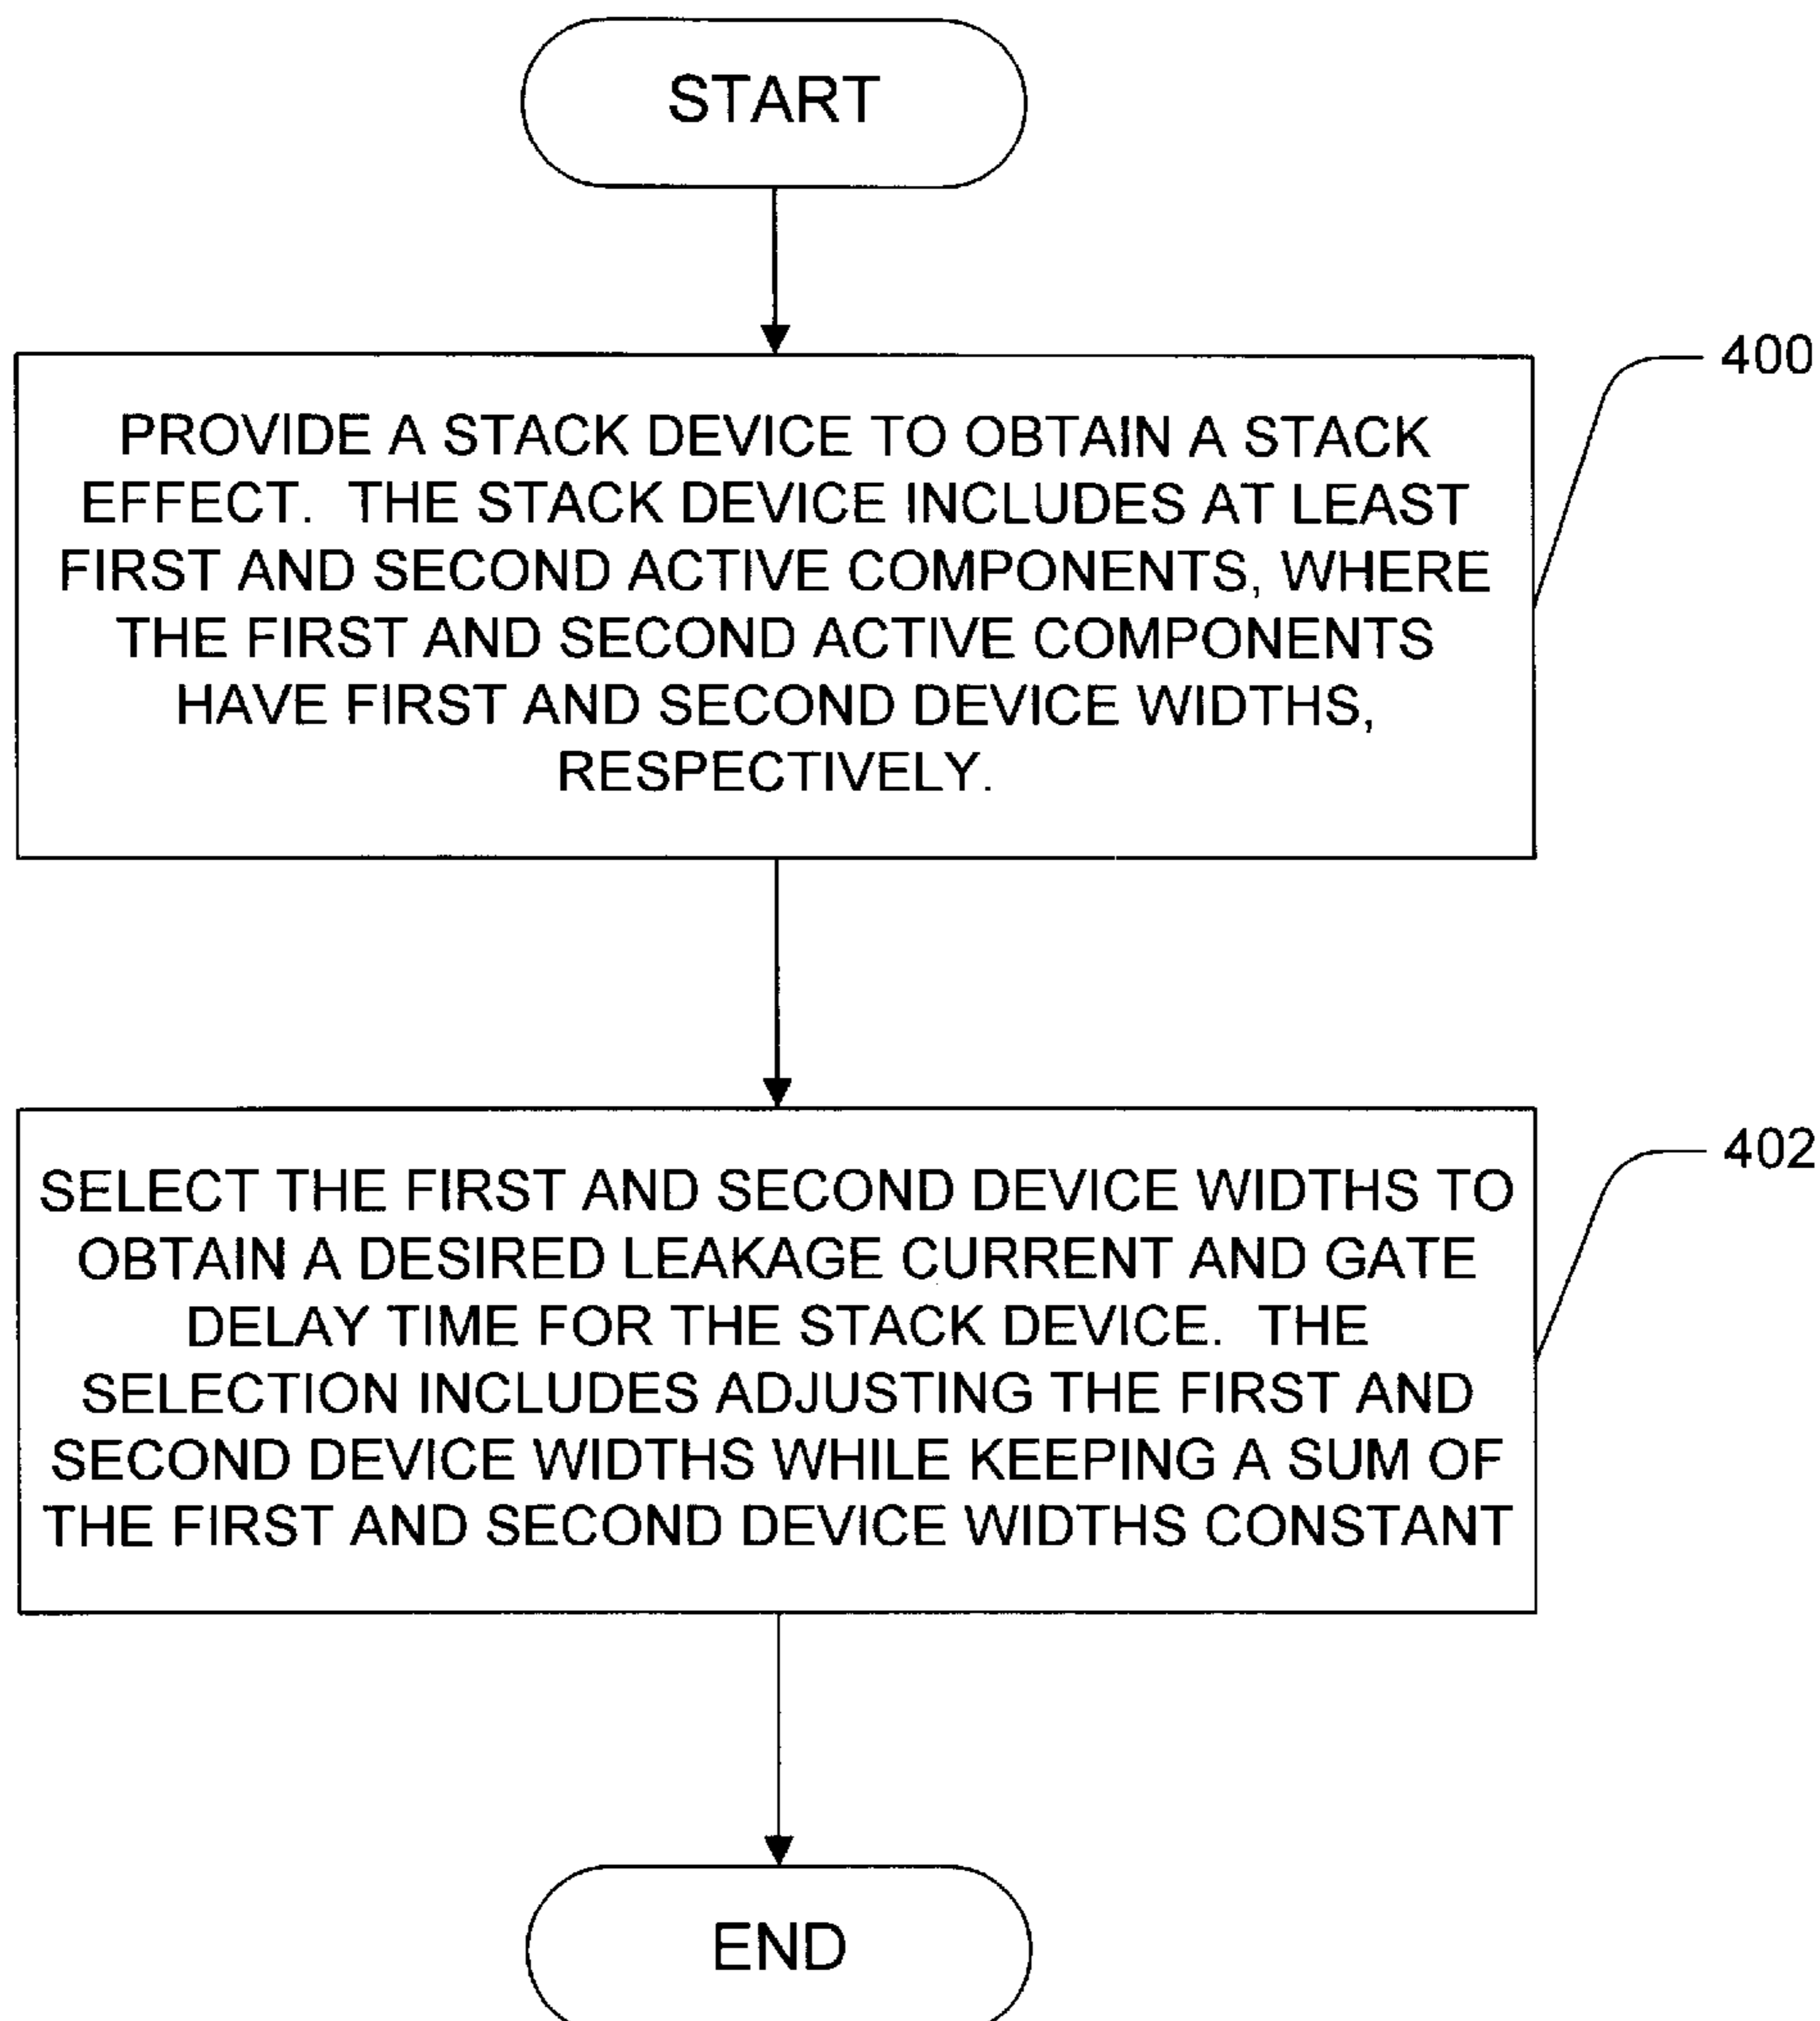 START
400
PROVIDE A STACK DEVICE TO OBTAIN A STACK
EFFECT. THE STACK DEVICE INCLUDES AT LEAST
FIRST AND SECOND ACTIVE COMPONENTS, WHERE
THE FIRST AND SECOND ACTIVE COMPONENTS
HAVE FIRST AND SECOND DEVICE WIDTHS,
RESPECTIVELY.
402
SELECT THE FIRST AND SECOND DEVICE WIDTHS TO
OBTAIN A DESIRED LEAKAGE CURRENT AND GATE
DELAY TIME FOR THE STACK DEVICE. THE
SELECTION INCLUDES ADJUSTING THE FIRST AND
SECOND DEVICE WIDTHS WHILE KEEPING A SUM OF
THE FIRST AND SECOND DEVICE WIDTHS CONSTANT
END